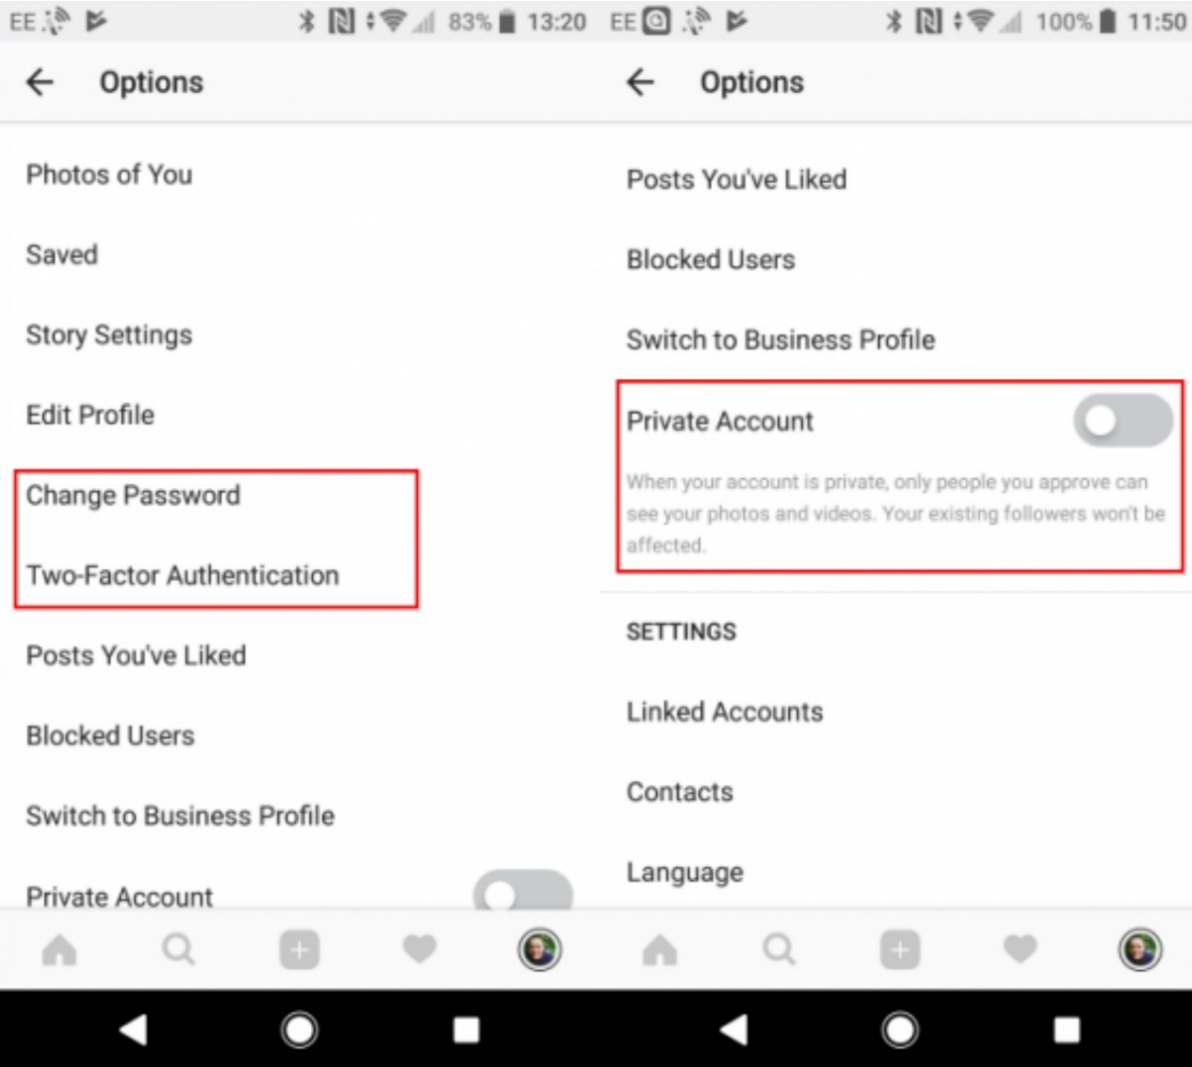 EE 83% 13:20
Options
Photos of You
Saved
Story Settings
Edit Profile
Change Password
Two-Factor Authentication
Posts You've Liked
Blocked Users
Switch to Business Profile
Private Account
EE 100% 11:50
Options
Posts You've Liked
Blocked Users
Switch to Business Profile
Private Account
When your account is private, only people you approve can
see your photos and videos. Your existing followers won't be
affected.
SETTINGS
Linked Accounts
Contacts
Language